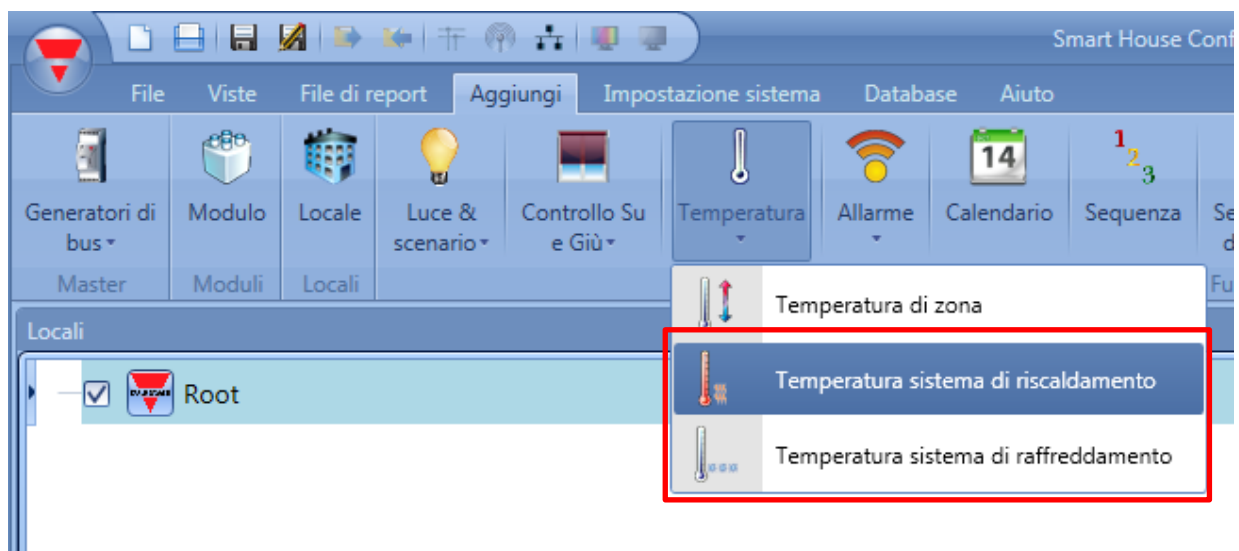 Smart House Conf
File Viste File di report Aggiungi Impostazione sistema Database Aiuto
14
1 2 3
Generatori di bus
Modulo
Locale
Luce & scenario
Controllo Su e Giù
Temperatura
Allarme
Calendario
Sequenza
Se
d
Master Moduli Locali Fu
Temperatura di zona
Temperatura sistema di riscaldamento
Temperatura sistema di raffreddamento
Locali
Root